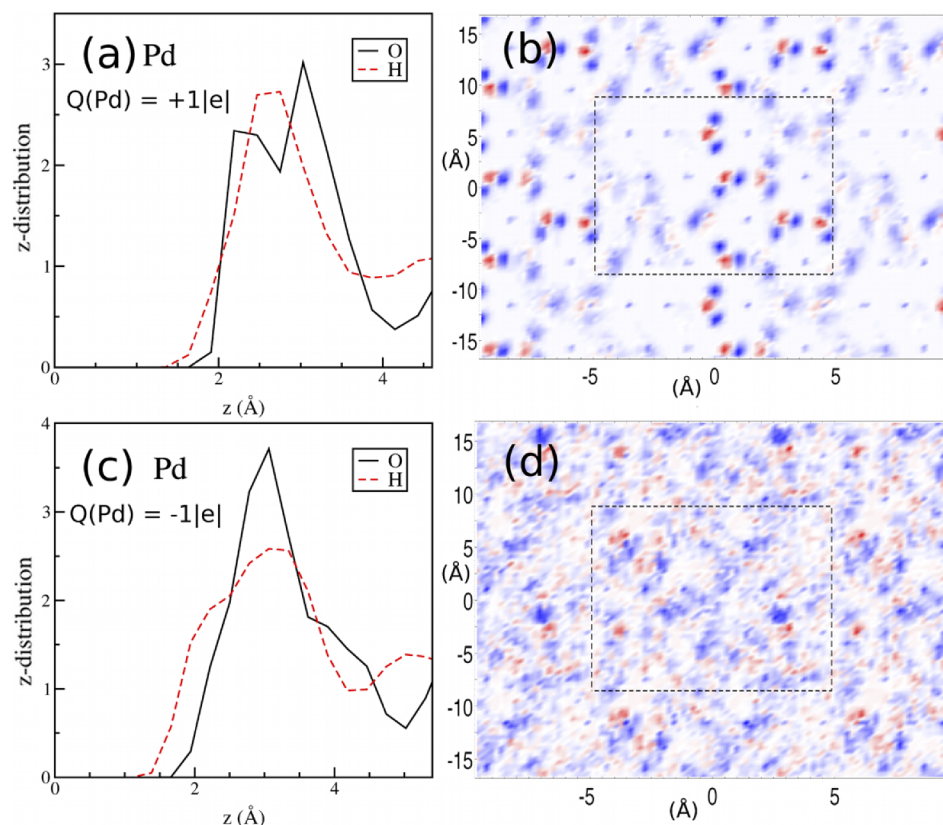 (a) Pd
Q(Pd) = +1|e|
O
H
z-distribution
3
2
1
0
0
2
4
z (Å)
(b)
15
10
5
(Å)
0
-5
-10
-15
-5
0
5
(Å)
(c) Pd
Q(Pd) = -1|e|
O
H
z-distribution
4
3
2
1
0
0
2
4
z (Å)
(d)
15
10
5
(Å)
0
-5
-10
-15
-5
0
5
(Å)